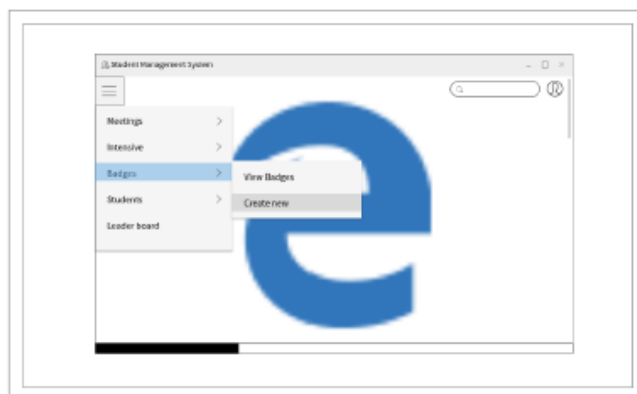 Student Management System
Meetings
Intensive
Badges
View Badges
Students
Create new
Leader board